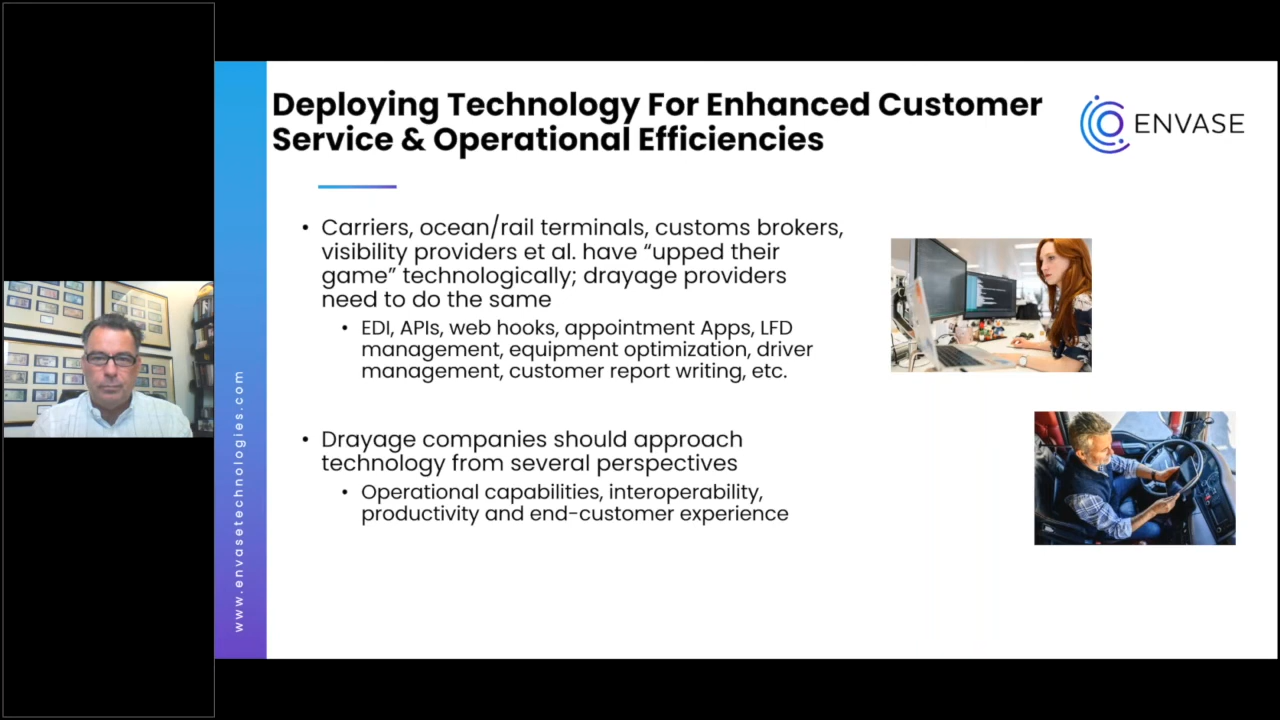 Deploying Technology For Enhanced Customer
Service & Operational Efficiencies
ENVASE
• Carriers, ocean/rail terminals, customs brokers,
visibility providers et al. have “upped their
game” technologically; drayage providers
need to do the same
• EDI, APIs, web hooks, appointment Apps, LFD
management, equipment optimization, driver
management, customer report writing, etc.
• Drayage companies should approach
technology from several perspectives
• Operational capabilities, interoperability,
productivity and end-customer experience
www.envasetechnologies.com